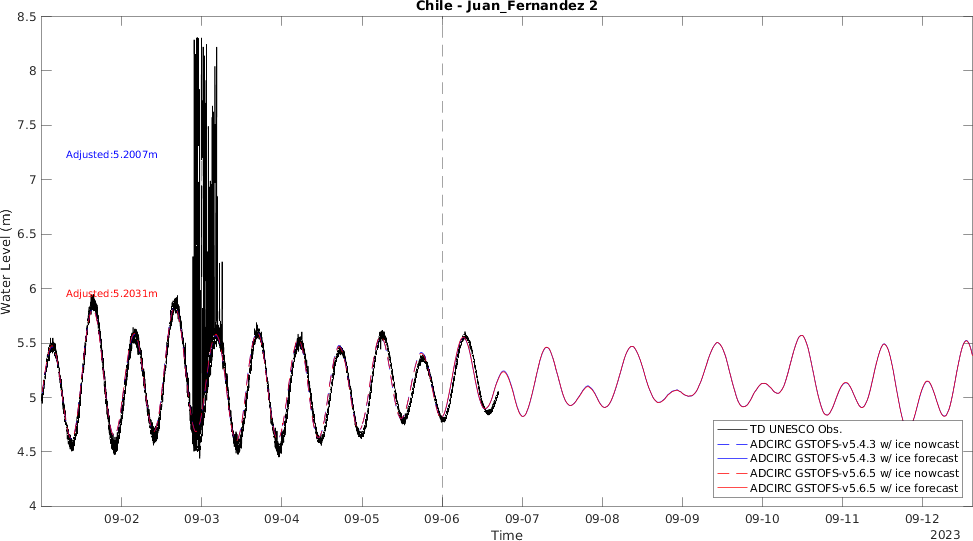 Chile - Juan_Fernandez 2
8.5
8
7.5
7
6.5
6
5.5
5
4.5
4
Water Level (m)
Adjusted:5.2007m
Adjusted:5.2031m
TD UNESCO Obs.
ADCIRC GSTOFS-v5.4.3 w/ ice nowcast
ADCIRC GSTOFS-v5.4.3 w/ ice forecast
ADCIRC GSTOFS-v5.6.5 w/ ice nowcast
ADCIRC GSTOFS-v5.6.5 w/ ice forecast
09-02 09-03 09-04 09-05 09-06 09-07 09-08 09-09 09-10 09-11 09-12
Time
2023